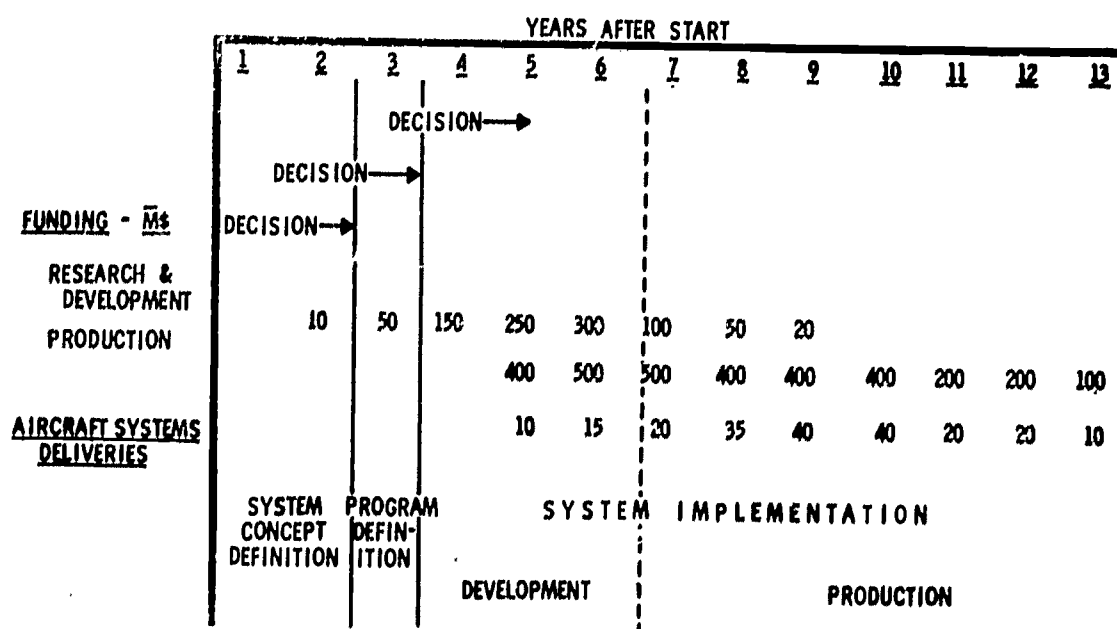 YEARS AFTER START
1 2 3 4 5 6 7 8 9 10 11 12 13
DECISION
DECISION
FUNDING - M̅$ DECISION
RESEARCH &
DEVELOPMENT
10 50 150 250 300 100 50 20
PRODUCTION
400 500 500 400 400 400 200 200 100
AIRCRAFT SYSTEMS 10 15 20 35 40 40 20 20 10
DELIVERIES
SYSTEM PROGRAM SYSTEM IMPLEMENTATION
CONCEPT DEFIN-
DEFINITION ITION
DEVELOPMENT PRODUCTION